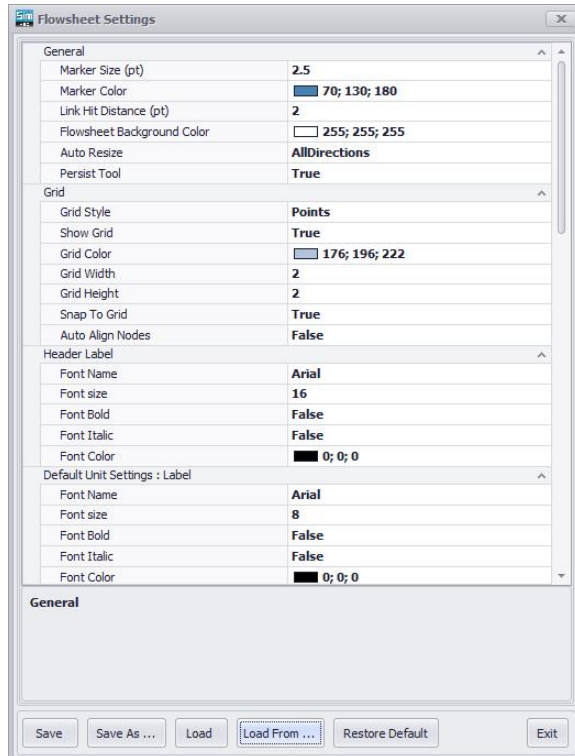 Sim
Flowsheet Settings
General
Marker Size (pt) 2.5
Marker Color 70; 130; 180
Link Hit Distance (pt) 2
Flowsheet Background Color 255; 255; 255
Auto Resize AllDirections
Persist Tool True
Grid
Grid Style Points
Show Grid True
Grid Color 176; 196; 222
Grid Width 2
Grid Height 2
Snap To Grid True
Auto Align Nodes False
Header Label
Font Name Arial
Font size 16
Font Bold False
Font Italic False
Font Color 0; 0; 0
Default Unit Settings : Label
Font Name Arial
Font size 8
Font Bold False
Font Italic False
Font Color 0; 0; 0
General
Save Save As ... Load Load From ... Restore Default Exit